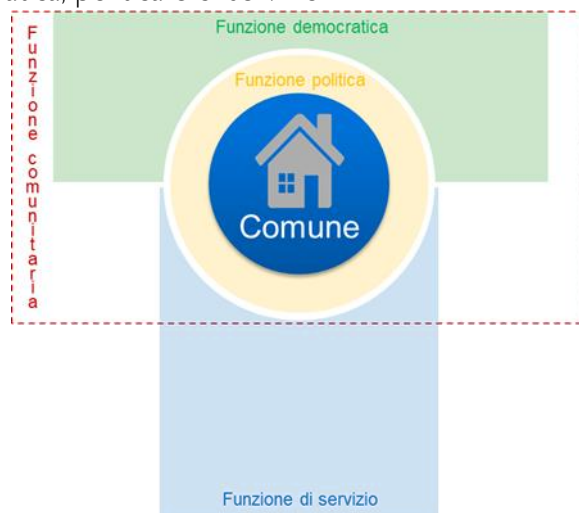 Funzione democratica
Funzione comunitaria
Funzione politica
Comune
Funzione di servizio